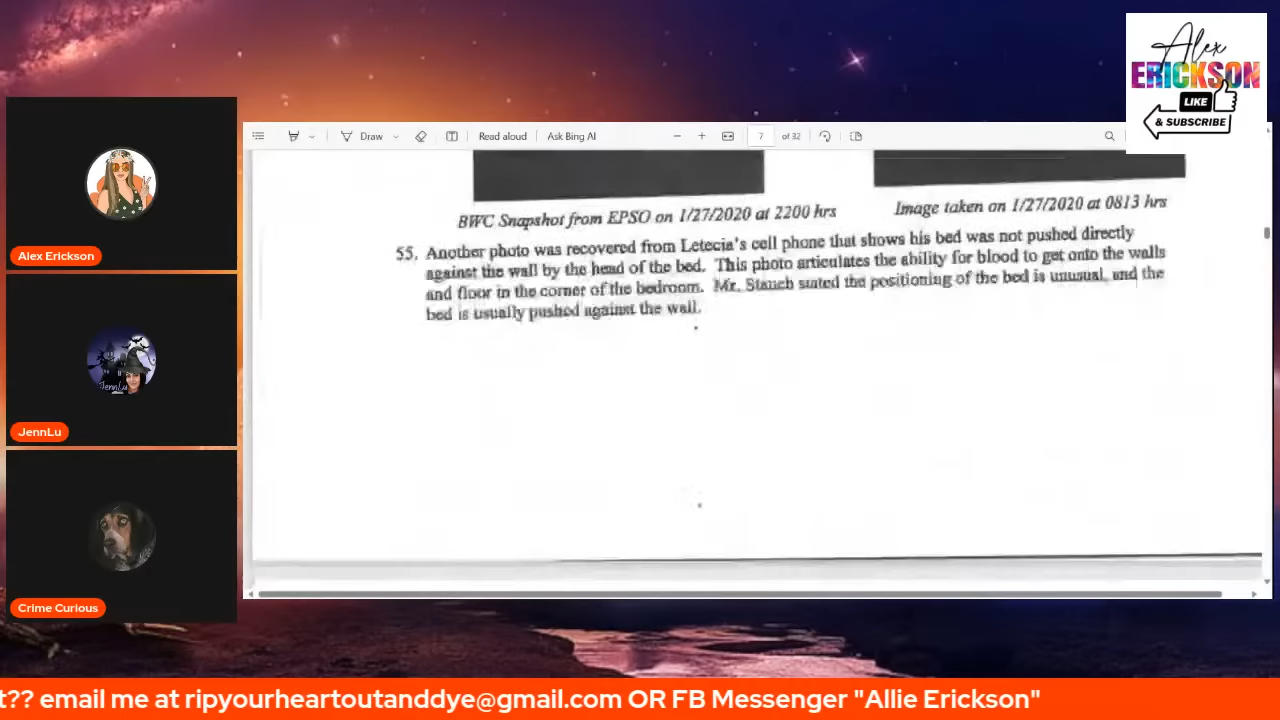 Alex
ERICKSON
LIKE
& SUBSCRIBE
Draw
Read aloud
Ask Bing AI
7
of 32
BWC Snapshot from EPSO on 1/27/2020 at 2200 hrs
Image taken on 1/27/2020 at 0813 hrs
55. Another photo was recovered from Letecia's cell phone that shows his bed was not pushed directly
against the wall by the head of the bed. This photo articulates the ability for blood to get onto the walls
and floor in the corner of the bedroom. Mr. Stauch stated the positioning of the bed is unusual, and the
bed is usually pushed against the wall.
Alex Erickson
JennLu
JennLu
Crime Curious
t?? email me at ripyourheartoutanddye@gmail.com OR FB Messenger "Allie Erickson"